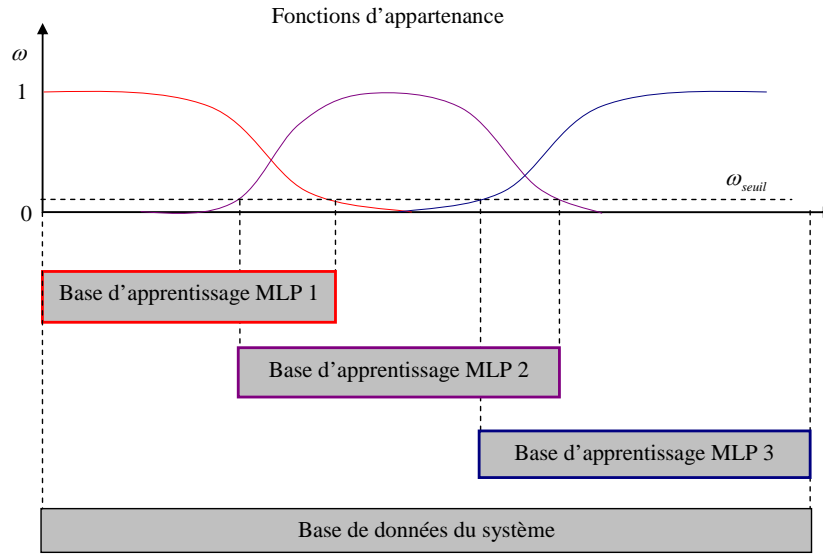 Fonctions d'appartenance
ω
1
ω_seuil
0
Base d'apprentissage MLP 1
Base d'apprentissage MLP 2
Base d'apprentissage MLP 3
Base de données du système